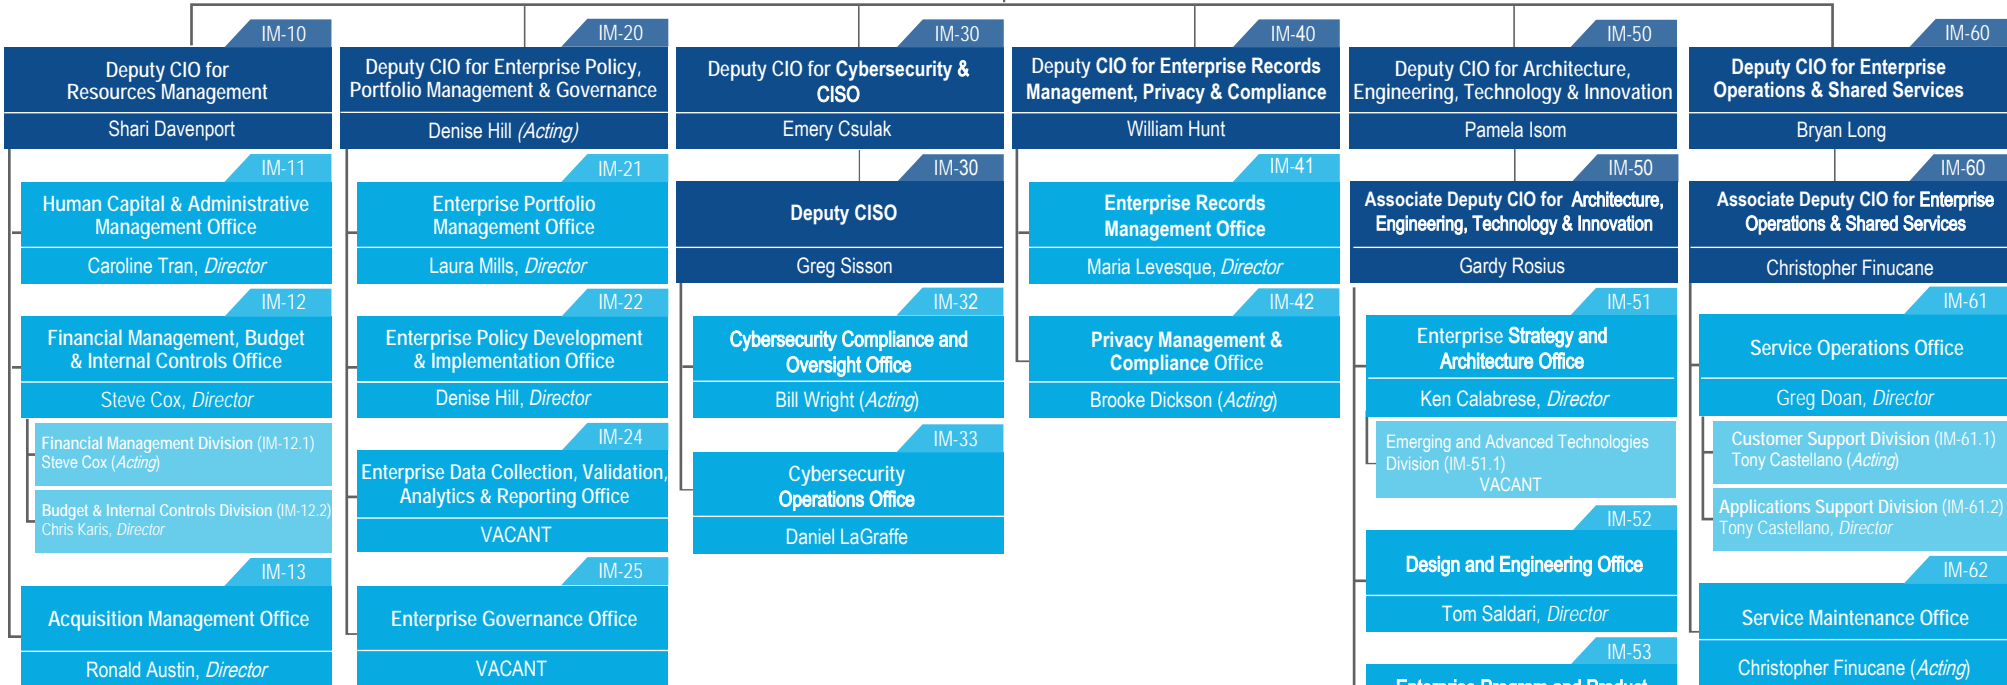 IM-10
Deputy CIO for
Resources Management
Shari Davenport
IM-11
Human Capital & Administrative
Management Office
Caroline Tran, Director
IM-12
Financial Management, Budget
& Internal Controls Office
Steve Cox, Director
Financial Management Division (IM-12.1)
Steve Cox (Acting)
Budget & Internal Controls Division (IM-12.2)
Chris Karis, Director
IM-13
Acquisition Management Office
Ronald Austin, Director
IM-20
Deputy CIO for Enterprise Policy,
Portfolio Management & Governance
Denise Hill (Acting)
IM-21
Enterprise Portfolio
Management Office
Laura Mills, Director
IM-22
Enterprise Policy Development
& Implementation Office
Denise Hill, Director
IM-24
Enterprise Data Collection, Validation,
Analytics & Reporting Office
VACANT
IM-25
Enterprise Governance Office
VACANT
IM-30
Deputy CIO for Cybersecurity &
CISO
Emery Csulak
IM-30
Deputy CISO
Greg Sisson
IM-32
Cybersecurity Compliance and
Oversight Office
Bill Wright (Acting)
IM-33
Cybersecurity
Operations Office
Daniel LaGraffe
IM-40
Deputy CIO for Enterprise Records
Management, Privacy & Compliance
William Hunt
IM-41
Enterprise Records
Management Office
Maria Levesque, Director
IM-42
Privacy Management &
Compliance Office
Brooke Dickson (Acting)
IM-50
Deputy CIO for Architecture,
Engineering, Technology & Innovation
Pamela Isom
IM-50
Associate Deputy CIO for Architecture,
Engineering, Technology & Innovation
Gardy Rosius
IM-51
Enterprise Strategy and
Architecture Office
Ken Calabrese, Director
Emerging and Advanced Technologies
Division (IM-51.1)
VACANT
IM-52
Design and Engineering Office
Tom Saldari, Director
IM-53
Enterprise Program and Product
IM-60
Deputy CIO for Enterprise
Operations & Shared Services
Bryan Long
IM-60
Associate Deputy CIO for Enterprise
Operations & Shared Services
Christopher Finucane
IM-61
Service Operations Office
Greg Doan, Director
Customer Support Division (IM-61.1)
Tony Castellano (Acting)
Applications Support Division (IM-61.2)
Tony Castellano, Director
IM-62
Service Maintenance Office
Christopher Finucane (Acting)